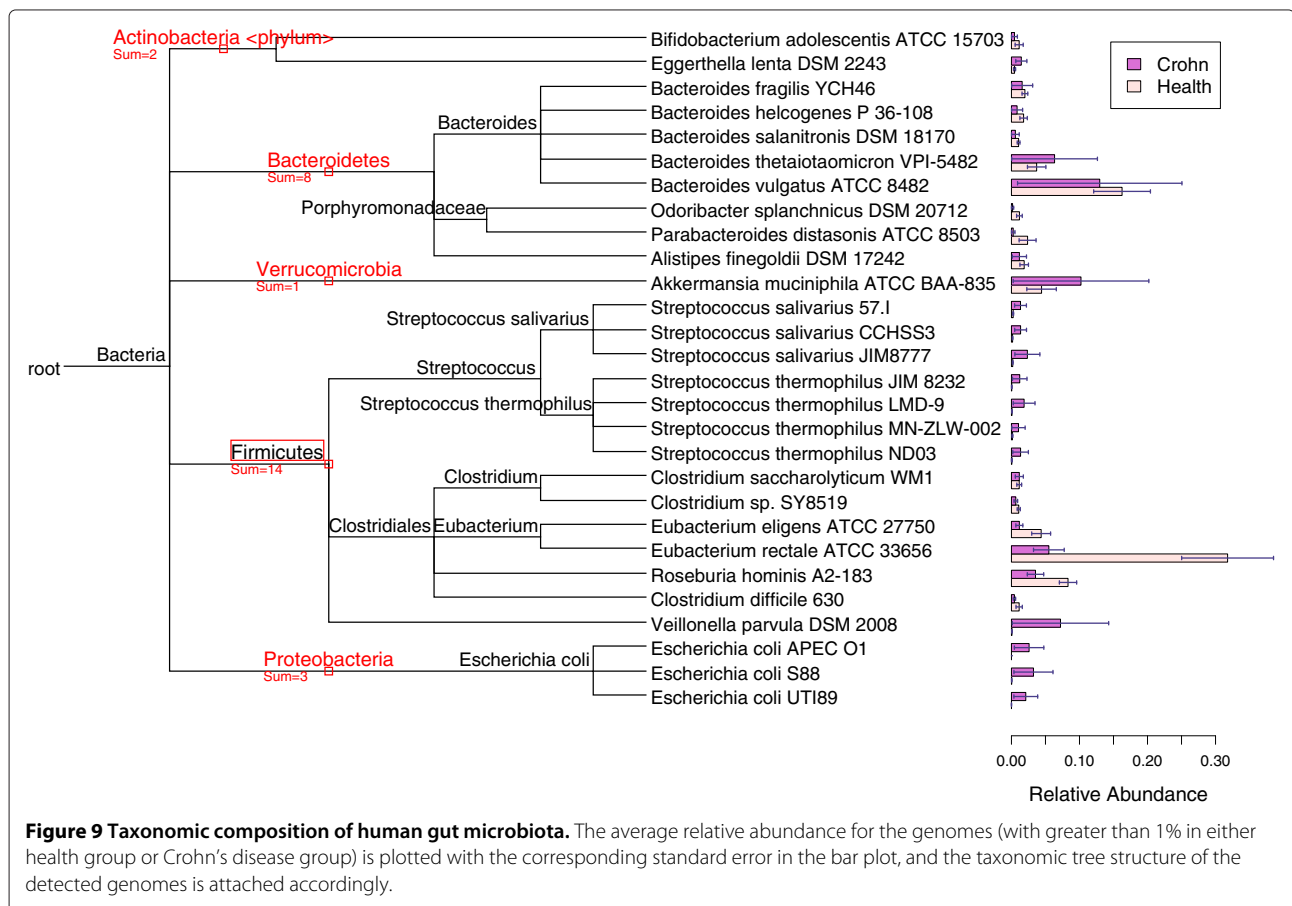 Actinobacteria <phylum>
Sum=2
Bifidobacterium adolescentis ATCC 15703
Eggerthella lenta DSM 2243
Bacteroides fragilis YCH46
Bacteroides helcogenes P 36-108
Bacteroides
Bacteroides salanitronis DSM 18170
Bacteroidetes
Sum=8
Bacteroides thetaiotaomicron VPI-5482
Bacteroides vulgatus ATCC 8482
Porphyromonadaceae
Odoribacter splanchnicus DSM 20712
Parabacteroides distasonis ATCC 8503
Alistipes finegoldii DSM 17242
Verrucomicrobia
Sum=1
Akkermansia muciniphila ATCC BAA-835
Streptococcus salivarius 57.I
Streptococcus salivarius
Streptococcus salivarius CCHSS3
Streptococcus salivarius JIM8777
root
Bacteria
Streptococcus
Streptococcus thermophilus JIM 8232
Streptococcus thermophilus
Streptococcus thermophilus LMD-9
Streptococcus thermophilus MN-ZLW-002
Streptococcus thermophilus ND03
Firmicutes
Sum=14
Clostridium
Clostridium saccharolyticum WM1
Clostridium sp. SY8519
Clostridiales
Eubacterium
Eubacterium eligens ATCC 27750
Eubacterium rectale ATCC 33656
Roseburia hominis A2-183
Clostridium difficile 630
Veillonella parvula DSM 2008
Proteobacteria
Sum=3
Escherichia coli
Escherichia coli APEC O1
Escherichia coli S88
Escherichia coli UTI89
Crohn
Health
0.00 0.10 0.20 0.30
Relative Abundance
Figure 9 Taxonomic composition of human gut microbiota. The average relative abundance for the genomes (with greater than 1% in either
health group or Crohn's disease group) is plotted with the corresponding standard error in the bar plot, and the taxonomic tree structure of the
detected genomes is attached accordingly.